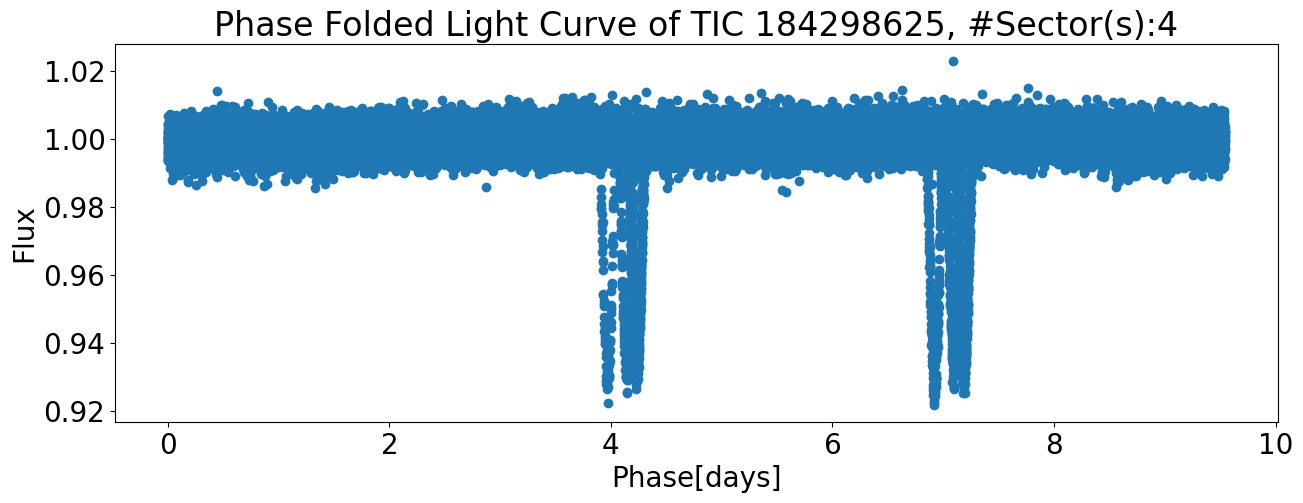 Phase Folded Light Curve of TIC 184298625, #Sector(s):4
1.02
1.00
0.98
0.96
0.94
0.92
Flux
0 2 4 6 8 10
Phase[days]